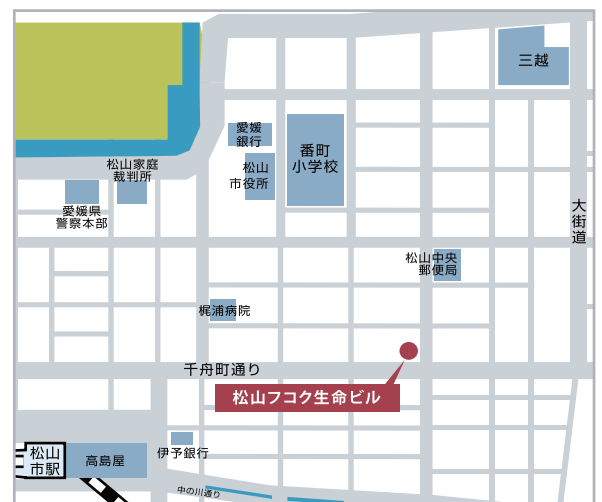 三越
愛媛
銀行
番町
小学校
松山家庭
裁判所
松山
市役所
愛媛県
警察本部
大街道
松山中央
郵便局
梶浦病院
千舟町通り
松山フコク生命ビル
松山
市駅
高島屋
伊予銀行
中の川通り